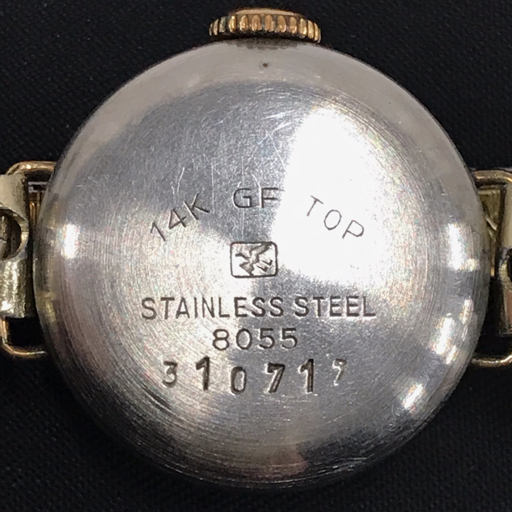 14K GF TOP
STAINLESS STEEL
8055
310717